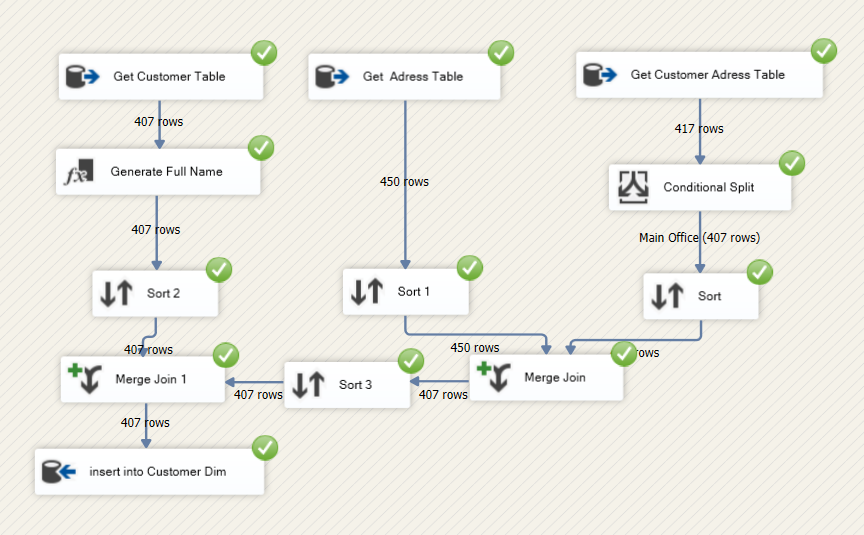 Get Customer Table
Get Adress Table
Get Customer Adress Table
407 rows
417 rows
Generate Full Name
450 rows
Conditional Split
407 rows
Main Office (407 rows)
Sort 2
Sort 1
Sort
407 rows
450 rows
rows
Merge Join 1
407 rows
Sort 3
407 rows
Merge Join
407 rows
insert into Customer Dim